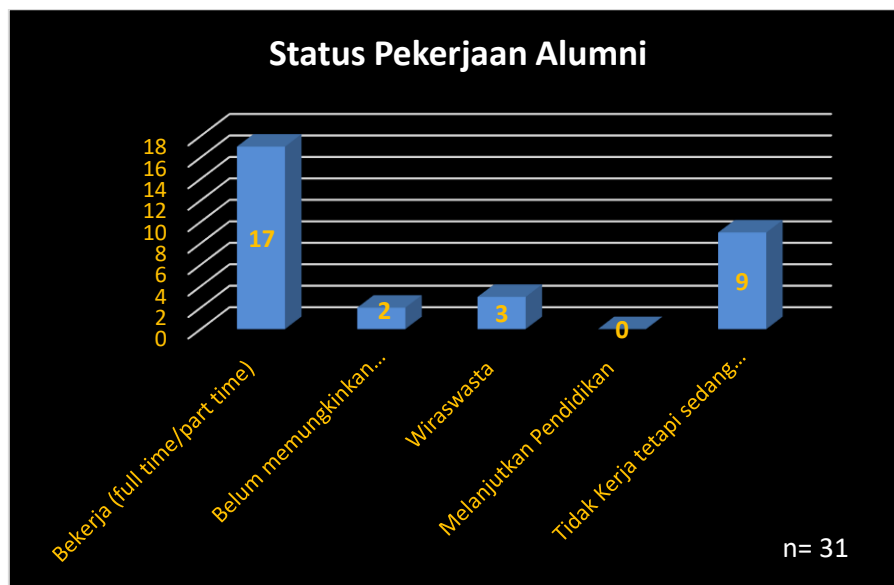 Status Pekerjaan Alumni
18
16
14
12
10
8
6
4
2
0
17
2
3
0
9
Bekerja (full time/part time)
Belum memungkinkan...
Wiraswasta
Melanjutkan Pendidikan
Tidak Kerja tetapi sedang...
n= 31